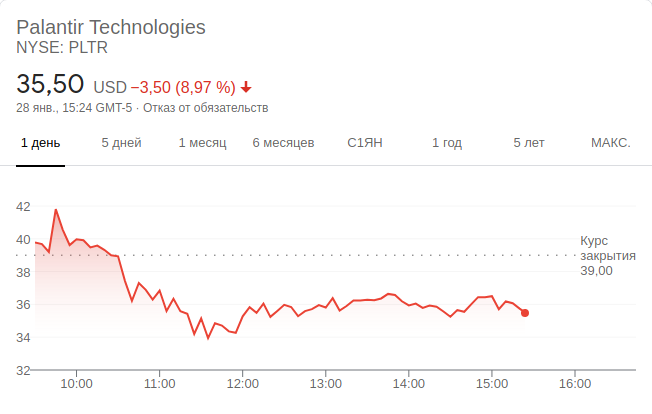 Palantir Technologies
NYSE: PLTR
35,50 USD −3,50 (8,97 %)
28 янв., 15:24 GMT-5 · Отказ от обязательств
1 день 5 дней 1 месяц 6 месяцев С1ЯН 1 год 5 лет МАКС.
42
40
38
36
34
32
Курс
закрытия
39,00
10:00 11:00 12:00 13:00 14:00 15:00 16:00